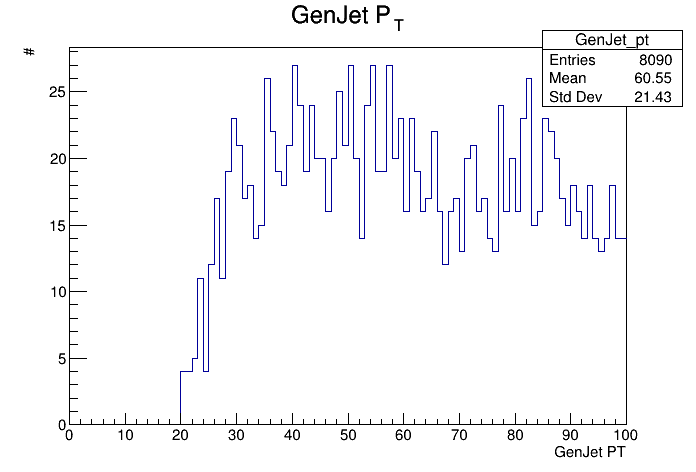 GenJet P_T
#
GenJet_pt
Entries 8090
Mean 60.55
Std Dev 21.43
25
20
15
10
5
0
0 10 20 30 40 50 60 70 80 90 100
GenJet PT